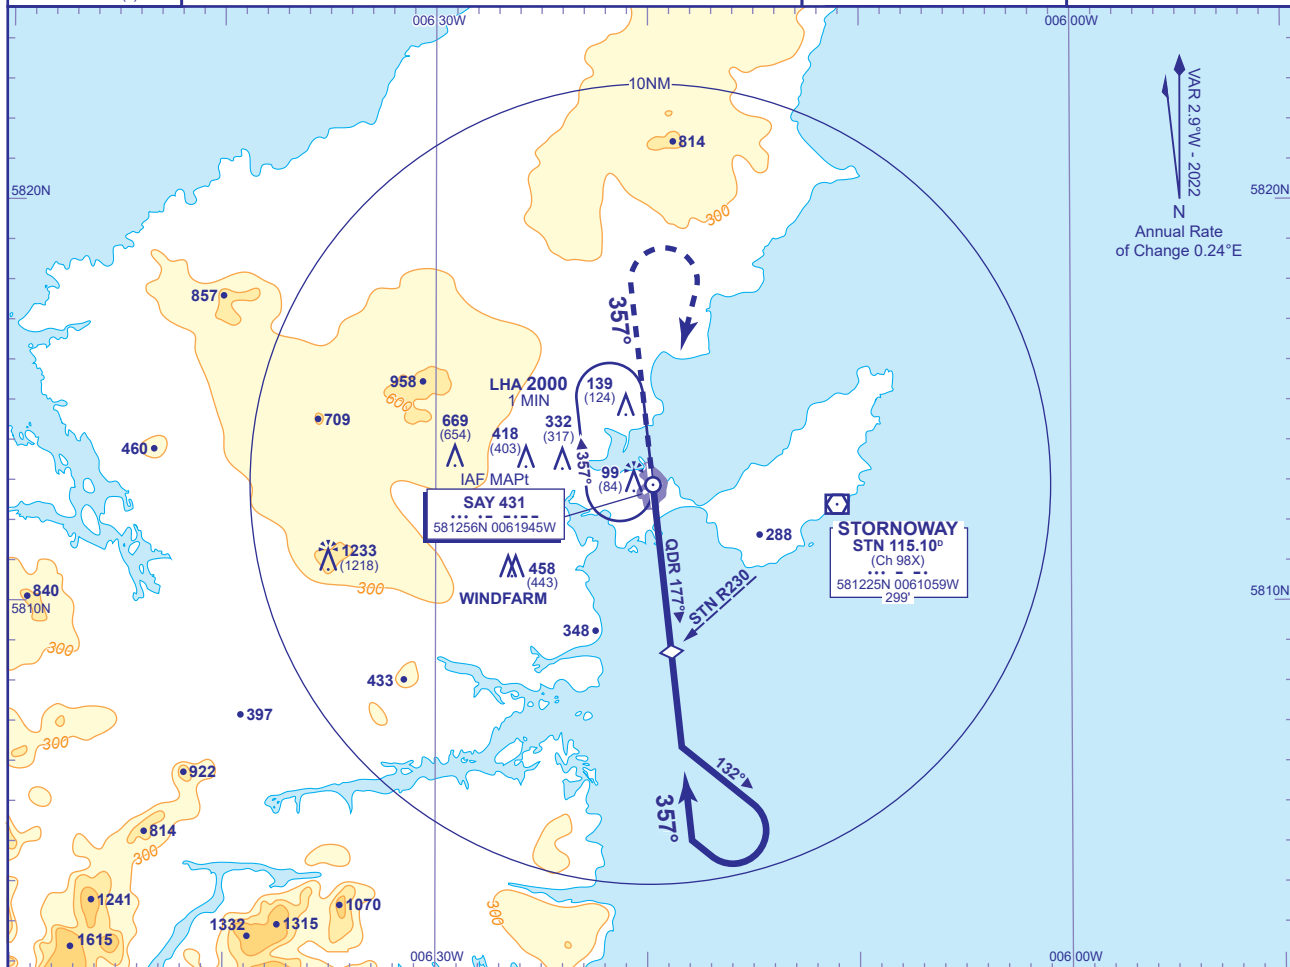 006:30W
006:00W
10NM
VAR 2.9°W - 2022
N
Annual Rate
of Change 0.24°E
5820N
5820N
814
300
857
357°
958
600
LHA 2000
1 MIN
139
(124)
709
669
(654)
418
(403)
332
(317)
460
357°
IAF MAPt
99
(84)
SAY 431
581256N 0061945W
288
STORNOWAY
STN 115.10ᴰ
(Ch 98X)
581225N 0061059W
299'
1233
(1218)
458
(443)
WINDFARM
300
QDR 177°
STN R230
840
5810N
5810N
348
300
433
397
300
922
132°
357°
814
300
1241
1070
300
1332
1315
1615
006:30W
006:00W